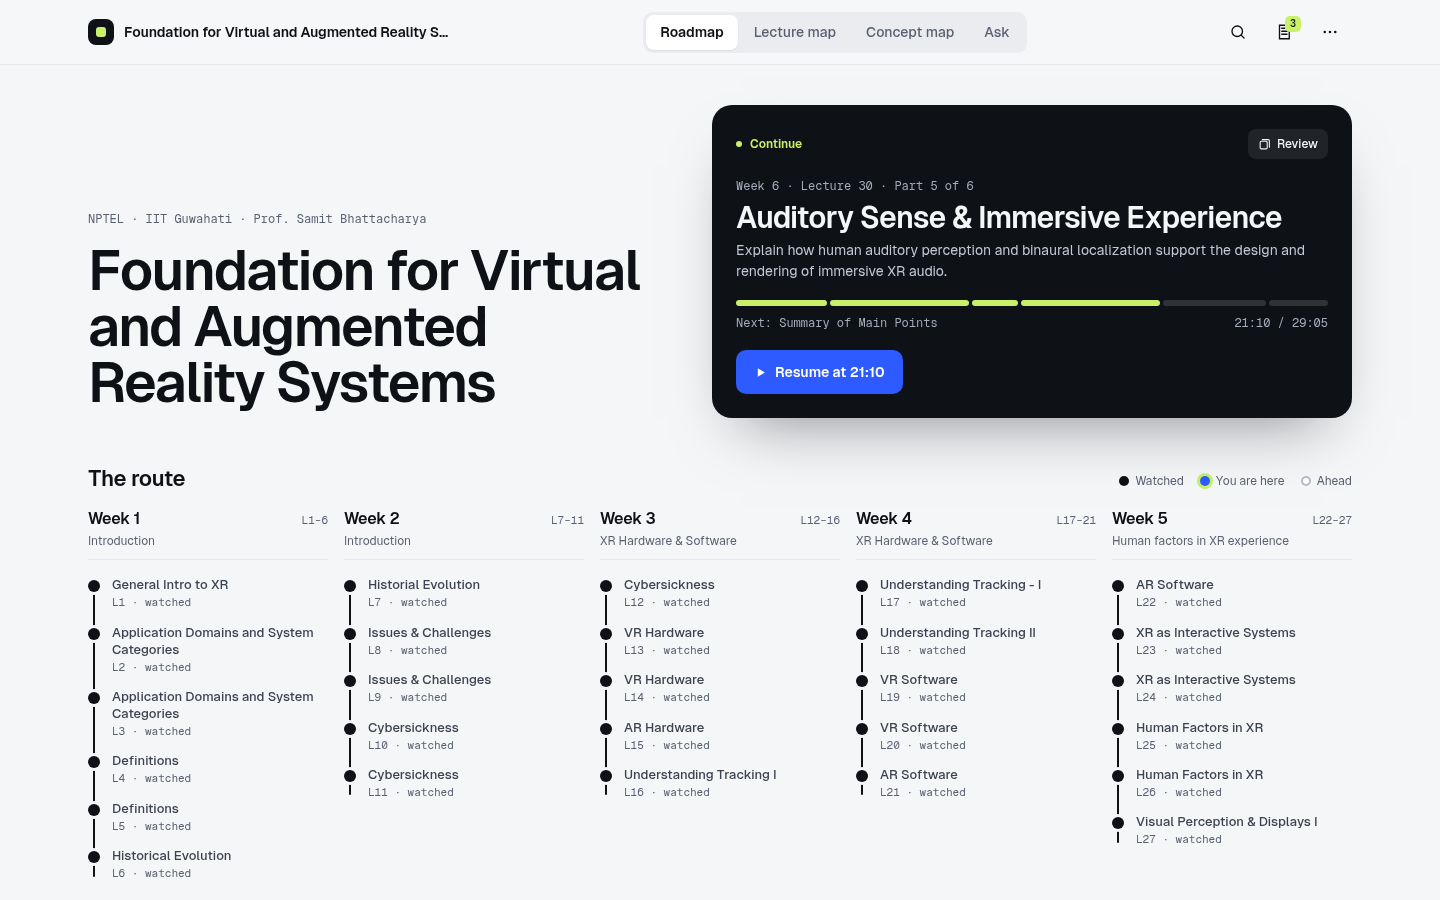 Foundation for Virtual and Augmented Reality S...
Roadmap
Lecture map
Concept map
Ask
3
NPTEL · IIT Guwahati · Prof. Samit Bhattacharya
Foundation for Virtual
and Augmented
Reality Systems
Continue
Review
Week 6 · Lecture 30 · Part 5 of 6
Auditory Sense & Immersive Experience
Explain how human auditory perception and binaural localization support the design and
rendering of immersive XR audio.
Next: Summary of Main Points
21:10 / 29:05
Resume at 21:10
The route
Watched
You are here
Ahead
Week 1
L1-6
Introduction
General Intro to XR
L1 · watched
Application Domains and System
Categories
L2 · watched
Application Domains and System
Categories
L3 · watched
Definitions
L4 · watched
Definitions
L5 · watched
Historical Evolution
L6 · watched
Week 2
L7-11
Introduction
Historial Evolution
L7 · watched
Issues & Challenges
L8 · watched
Issues & Challenges
L9 · watched
Cybersickness
L10 · watched
Cybersickness
L11 · watched
Week 3
L12-16
XR Hardware & Software
Cybersickness
L12 · watched
VR Hardware
L13 · watched
VR Hardware
L14 · watched
AR Hardware
L15 · watched
Understanding Tracking I
L16 · watched
Week 4
L17-21
XR Hardware & Software
Understanding Tracking - I
L17 · watched
Understanding Tracking II
L18 · watched
VR Software
L19 · watched
VR Software
L20 · watched
AR Software
L21 · watched
Week 5
L22-27
Human factors in XR experience
AR Software
L22 · watched
XR as Interactive Systems
L23 · watched
XR as Interactive Systems
L24 · watched
Human Factors in XR
L25 · watched
Human Factors in XR
L26 · watched
Visual Perception & Displays I
L27 · watched